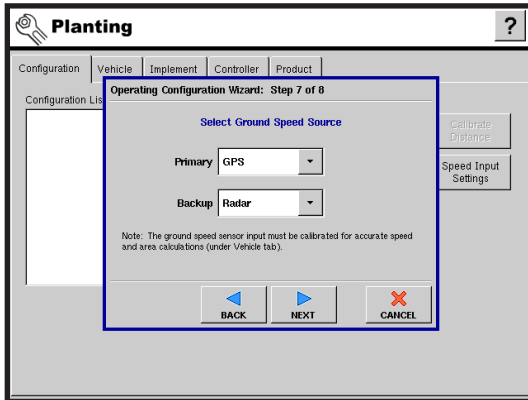 Planting
?
Configuration Vehicle Implement Controller Product
Configuration Lis
Operating Configuration Wizard: Step 7 of 8
Select Ground Speed Source
Primary GPS
Backup Radar
Note: The ground speed sensor input must be calibrated for accurate speed
and area calculations (under Vehicle tab).
BACK NEXT CANCEL
Calibrate
Distance
Speed Input
Settings